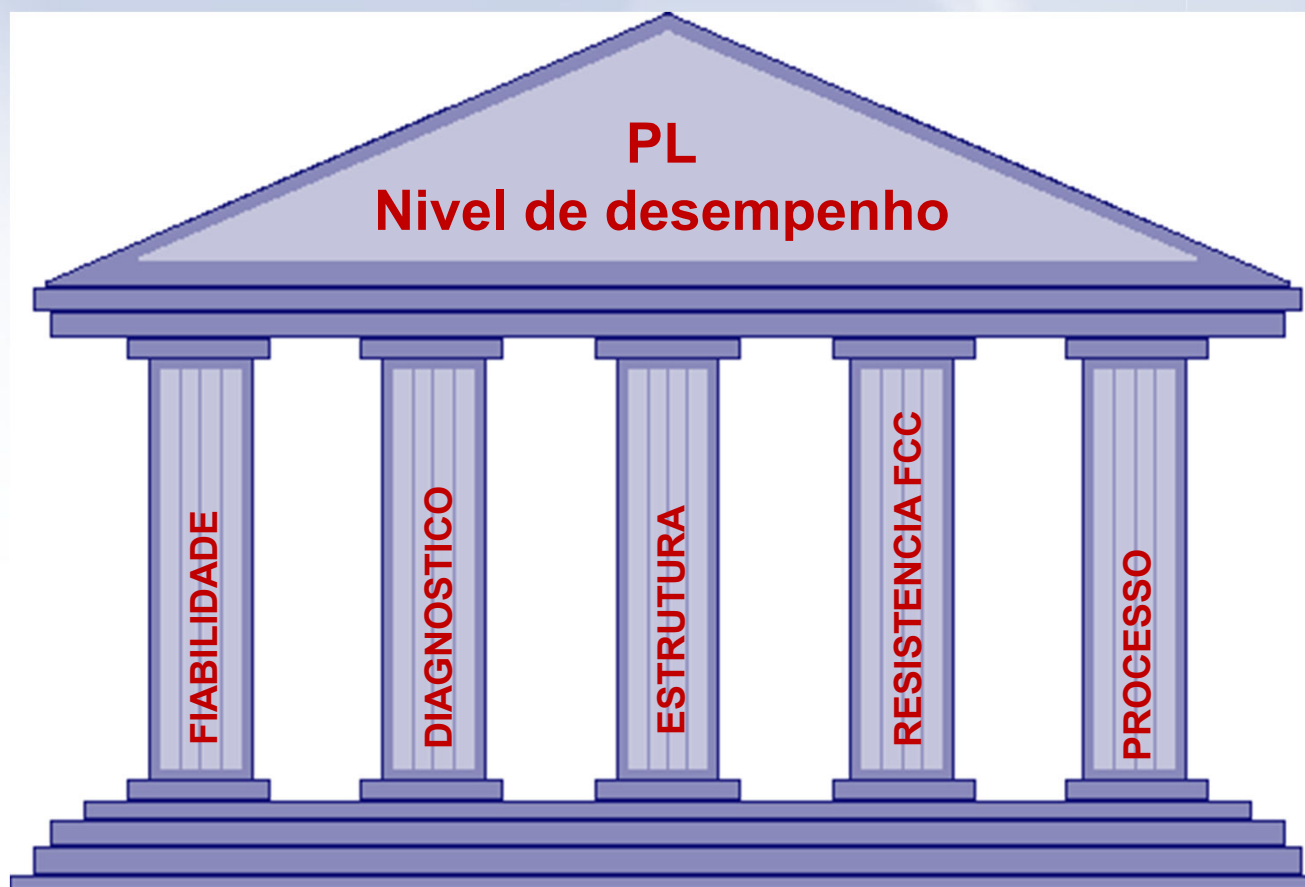 PL
Nivel de desempenho
FIABILIDADE
DIAGNOSTICO
ESTRUTURA
RESISTENCIA FCC
PROCESSO